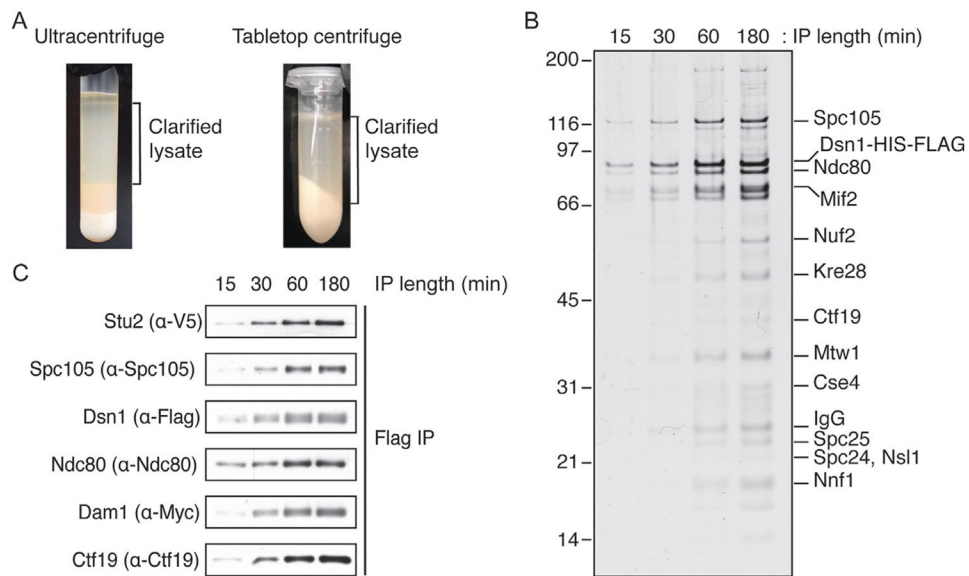 A
Ultracentrifuge
Tabletop centrifuge
Clarified
lysate
Clarified
lysate
B
15 30 60 180 : IP length (min)
200
116
97
66
45
31
21
14
Spc105
Dsn1-HIS-FLAG
Ndc80
Mif2
Nuf2
Kre28
Ctf19
Mtw1
Cse4
IgG
Spc25
Spc24, Nsl1
Nnf1
C
15 30 60 180 IP length (min)
Stu2 (α-V5)
Spc105 (α-Spc105)
Dsn1 (α-Flag)
Ndc80 (α-Ndc80)
Dam1 (α-Myc)
Ctf19 (α-Ctf19)
Flag IP